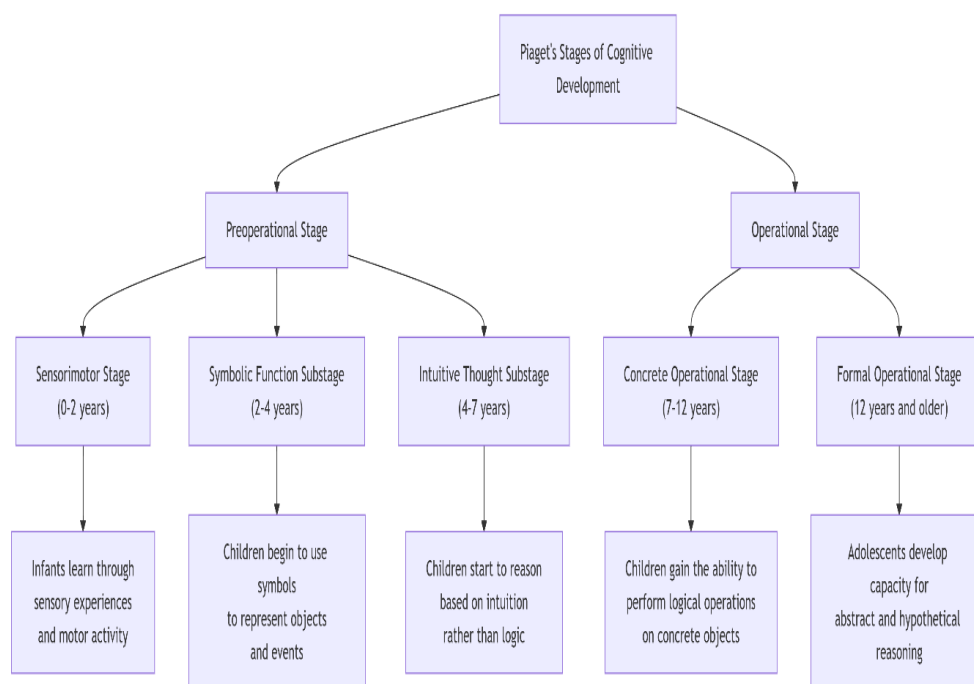 Piaget's Stages of Cognitive
Development
Preoperational Stage
Operational Stage
Sensorimotor Stage
(0-2 years)
Symbolic Function Substage
(2-4 years)
Intuitive Thought Substage
(4-7 years)
Concrete Operational Stage
(7-12 years)
Formal Operational Stage
(12 years and older)
Infants learn through
sensory experiences
and motor activity
Children begin to use
symbols
to represent objects
and events
Children start to reason
based on intuition
rather than logic
Children gain the ability to
perform logical operations
on concrete objects
Adolescents develop
capacity for
abstract and hypothetical
reasoning